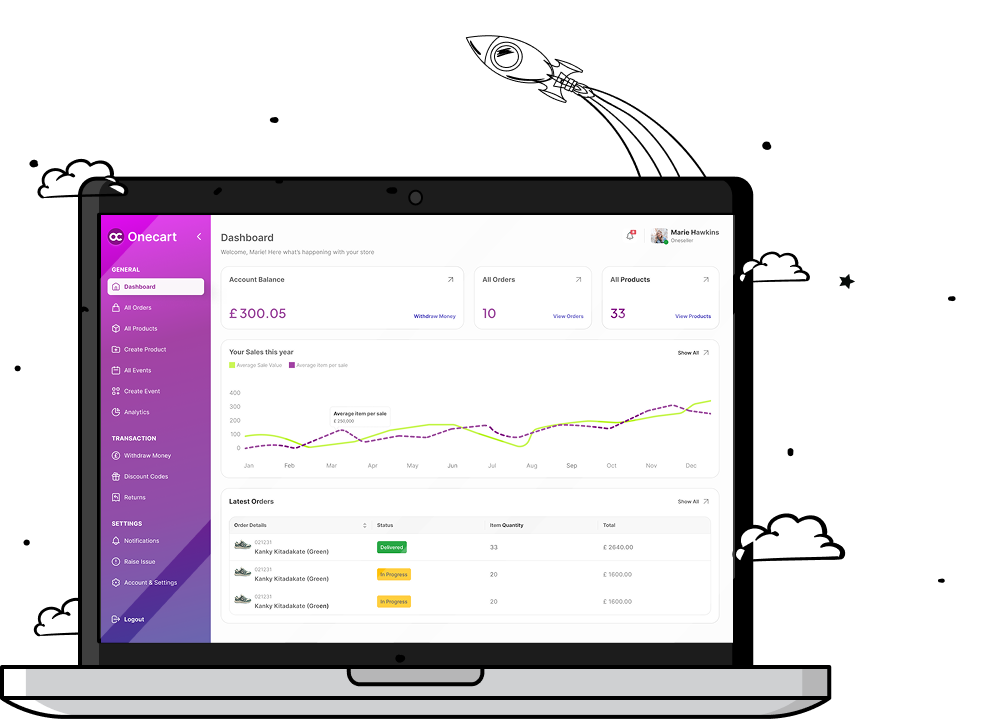 Onecart
GENERAL
Dashboard
All Orders
All Products
Create Product
All Events
Create Event
Analytics
TRANSACTION
Withdraw Money
Discount Codes
Returns
SETTINGS
Notifications
Raise Issue
Account & Settings
Logout
Dashboard
Welcome, Marie! Here what's happening with your store
Marie Hawkins
Oneseller
Account Balance
£300.05
Withdraw Money
All Orders
10
View Orders
All Products
33
View Products
Your Sales this year
Show All
Average Sale Value
Average item per sale
400
300
200
100
0
Average item per sale
£ 250,000
Jan Feb Mar Apr May Jun Jul Aug Sep Oct Nov Dec
Latest Orders
Show All
Order Details Status Item Quantity Total
021231
Kanky Kitadakate (Green) Delivered 33 £ 2640.00
021231
Kanky Kitadakate (Green) In Progress 20 £ 1600.00
021231
Kanky Kitadakate (Green) In Progress 20 £ 1600.00